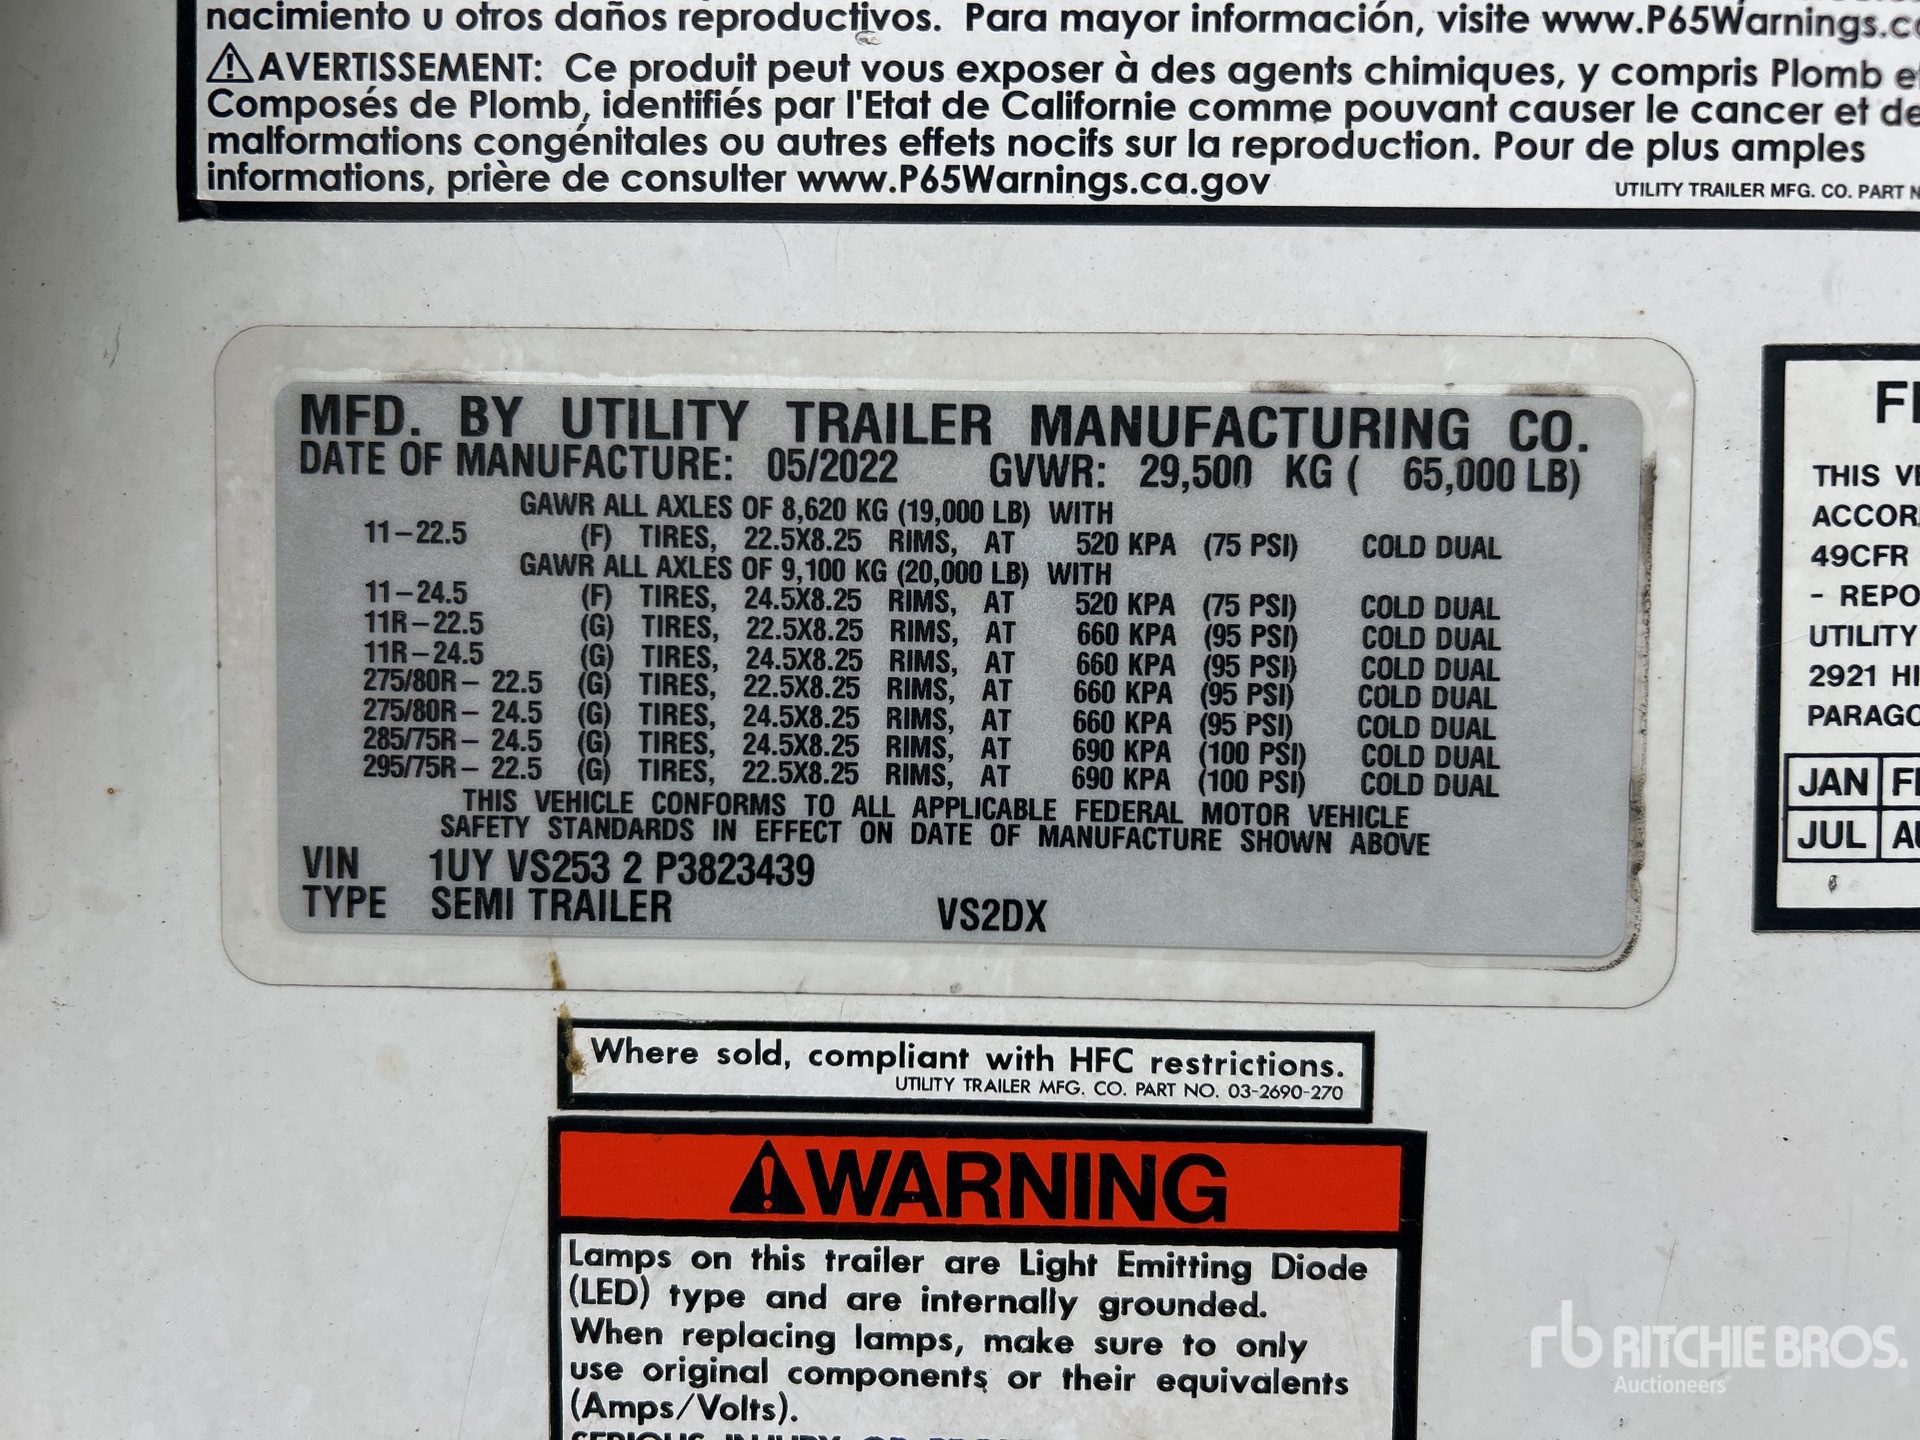 nacimiento u otros daños reproductivos. Para mayor información, visite www.P65Warnings.c
⚠AVERTISSEMENT: Ce produit peut vous exposer à des agents chimiques, y compris Plomb et
Composés de Plomb, identifiés par l'Etat de Californie comme pouvant causer le cancer et de
malformations congénitales ou autres effets nocifs sur la reproduction. Pour de plus amples
informations, prière de consulter www.P65Warnings.ca.gov
UTILITY TRAILER MFG. CO. PART N
MFD. BY UTILITY TRAILER MANUFACTURING CO.
DATE OF MANUFACTURE: 05/2022 GVWR: 29,500 KG ( 65,000 LB)
GAWR ALL AXLES OF 8,620 KG (19,000 LB) WITH
11-22.5 (F) TIRES, 22.5X8.25 RIMS, AT 520 KPA (75 PSI) COLD DUAL
GAWR ALL AXLES OF 9,100 KG (20,000 LB) WITH
11-24.5 (F) TIRES, 24.5X8.25 RIMS, AT 520 KPA (75 PSI) COLD DUAL
11R-22.5 (G) TIRES, 22.5X8.25 RIMS, AT 660 KPA (95 PSI) COLD DUAL
11R-24.5 (G) TIRES, 24.5X8.25 RIMS, AT 660 KPA (95 PSI) COLD DUAL
275/80R- 22.5 (G) TIRES, 22.5X8.25 RIMS, AT 660 KPA (95 PSI) COLD DUAL
275/80R- 24.5 (G) TIRES, 24.5X8.25 RIMS, AT 660 KPA (95 PSI) COLD DUAL
285/75R- 24.5 (G) TIRES, 24.5X8.25 RIMS, AT 690 KPA (100 PSI) COLD DUAL
295/75R- 22.5 (G) TIRES, 22.5X8.25 RIMS, AT 690 KPA (100 PSI) COLD DUAL
THIS VEHICLE CONFORMS TO ALL APPLICABLE FEDERAL MOTOR VEHICLE
SAFETY STANDARDS IN EFFECT ON DATE OF MANUFACTURE SHOWN ABOVE
VIN 1UY VS253 2 P3823439
TYPE SEMI TRAILER VS2DX
THIS VE
ACCOR
49CFR
- REPO
UTILITY
2921 HI
PARAGO
JAN
JUL
Where sold, compliant with HFC restrictions.
UTILITY TRAILER MFG. CO. PART NO. 03-2690-270
⚠WARNING
Lamps on this trailer are Light Emitting Diode
(LED) type and are internally grounded.
When replacing lamps, make sure to only
use original components or their equivalents
(Amps/Volts).
rb RITCHIE BROS.
Auctioneers